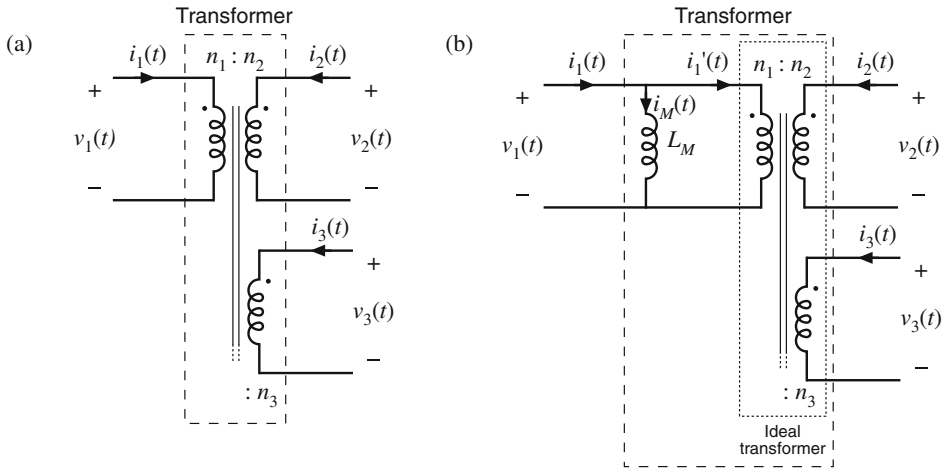 (a)
Transformer
i1(t)
n1 : n2
i2(t)
+
v1(t)
−
+
v2(t)
−
i3(t)
+
v3(t)
−
: n3
(b)
Transformer
i1(t)
i1'(t)
n1 : n2
i2(t)
+
v1(t)
−
iM(t)
LM
+
v2(t)
−
i3(t)
+
v3(t)
−
: n3
Ideal
transformer